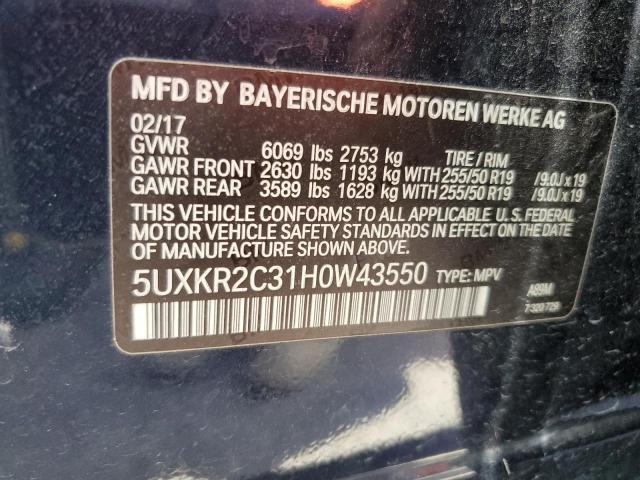 MFD BY BAYERISCHE MOTOREN WERKE AG
02/17
GVWR 6069 lbs 2753 kg TIRE / RIM
GAWR FRONT 2630 lbs 1193 kg WITH 255/50 R19 /9.0J x 19
GAWR REAR 3589 lbs 1628 kg WITH 255/50 R19 /9.0J x 19
THIS VEHICLE CONFORMS TO ALL APPLICABLE U.S. FEDERAL
MOTOR VEHICLE SAFETY STANDARDS IN EFFECT ON THE DATE
OF MANUFACTURE SHOWN ABOVE.
5UXKR2C31H0W43550 TYPE: MPV